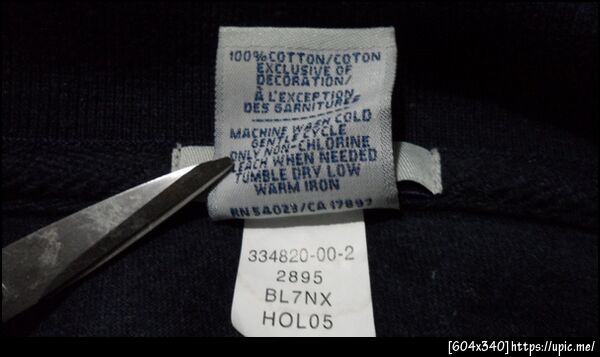 100% COTTON/COTON
EXCLUSIVE OF
DECORATION/
À L'EXCEPTION
DES GARNITURES
MACHINE WASH COLD
GENTLE CYCLE
ONLY NON-CHLORINE
LEACH WHEN NEEDED
TUMBLE DRY LOW
WARM IRON
RN 54023/CA 17897
334820-00-2
2895
BL7NX
HOL05
[604x340]https://upic.me/